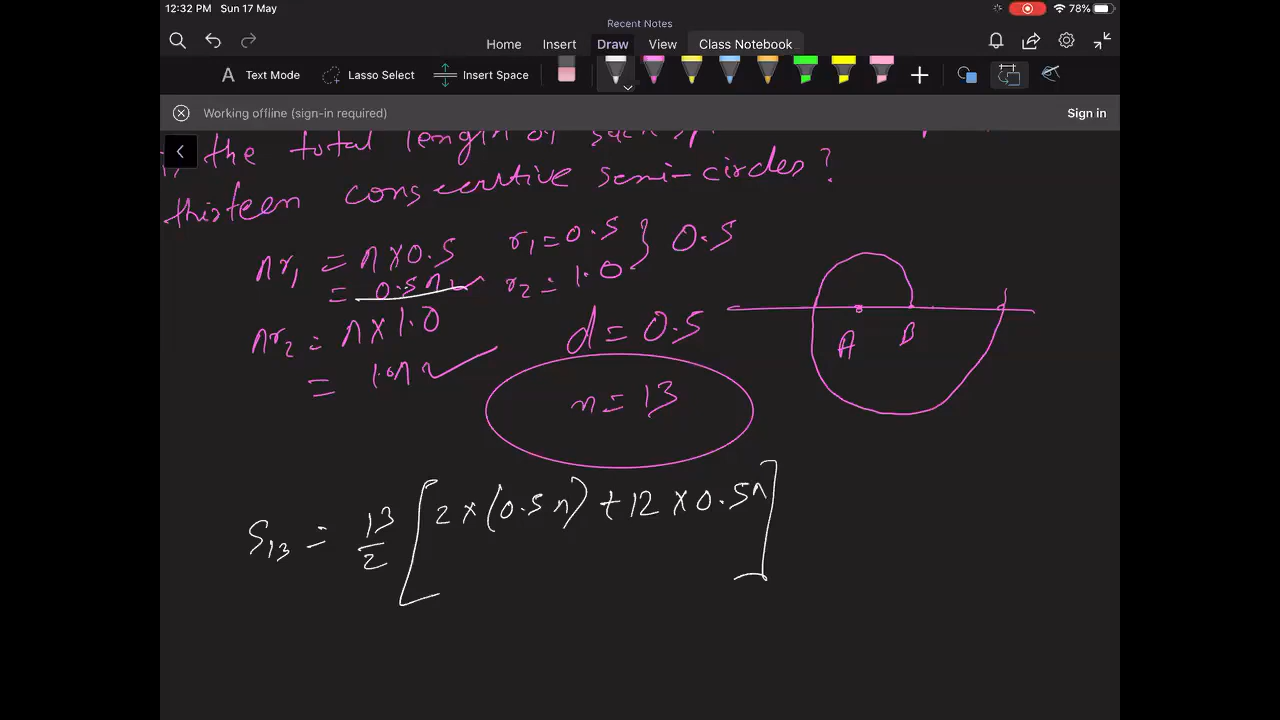 12:32 PM Sun 17 May
78%
Recent Notes
Home Insert Draw View Class Notebook
A Text Mode Lasso Select Insert Space
Working offline (sign-in required) Sign in
the total length of such
thirteen consecutive semi-circles?
πr₁ = π×0.5 r₁=0.5 } 0.5
= 0.5π r₂=1.0
πr₂ = π×1.0
= 1.0π
d = 0.5
A B
n = 13
S₁₃ = 13/2 [2×(0.5π)+12×0.5π]